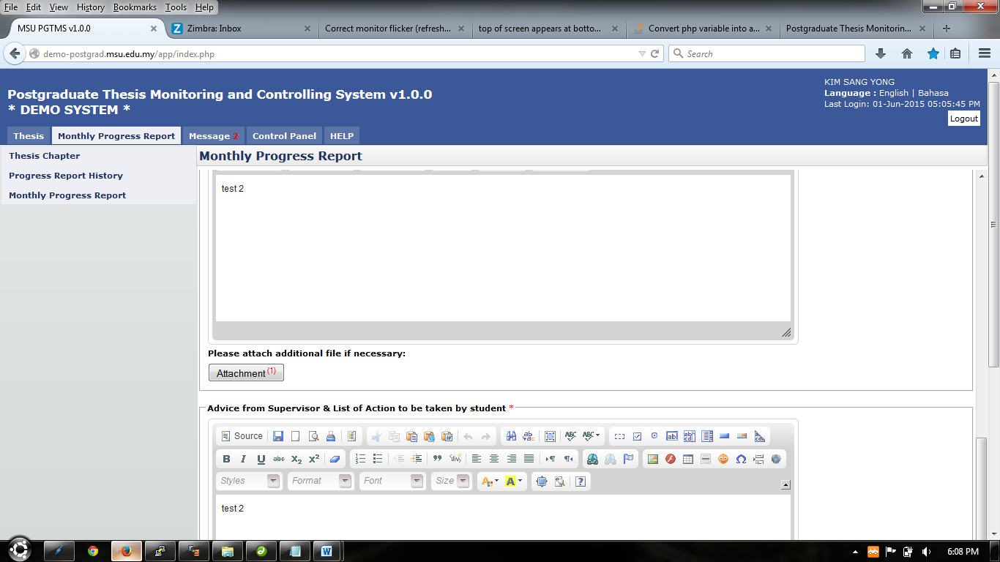 File Edit View History Bookmarks Tools Help
MSU PGTMS v1.0.0 Zimbra: Inbox Correct monitor flicker (refresh... top of screen appears at botto... Convert php variable into a... Postgraduate Thesis Monitorin...
demo-postgrad.msu.edu.my/app/index.php Search
KIM SANG YONG
Postgraduate Thesis Monitoring and Controlling System v1.0.0
Language : English | Bahasa
* DEMO SYSTEM *
Last Login: 01-Jun-2015 05:05:45 PM
Logout
Thesis Monthly Progress Report Message 2 Control Panel HELP
Thesis Chapter
Monthly Progress Report
Progress Report History
Monthly Progress Report
test 2
Please attach additional file if necessary:
Attachment (1)
Advice from Supervisor & List of Action to be taken by student *
Source
B I U abc X2 X2
Styles Format Font Size A A
test 2
6:08 PM